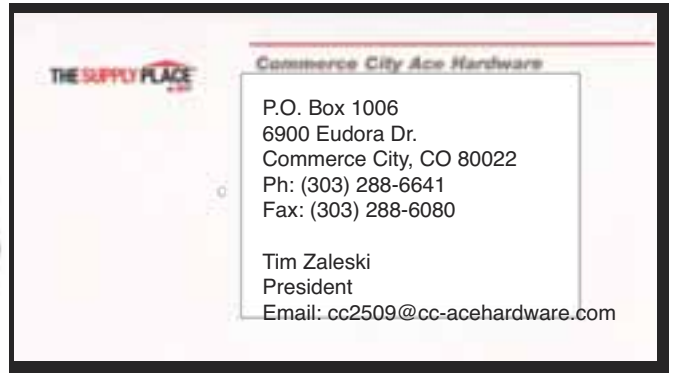 THE SUPPLY PLACE
Commerce City Ace Hardware
P.O. Box 1006
6900 Eudora Dr.
Commerce City, CO 80022
Ph: (303) 288-6641
Fax: (303) 288-6080
Tim Zaleski
President
Email: cc2509@cc-acehardware.com